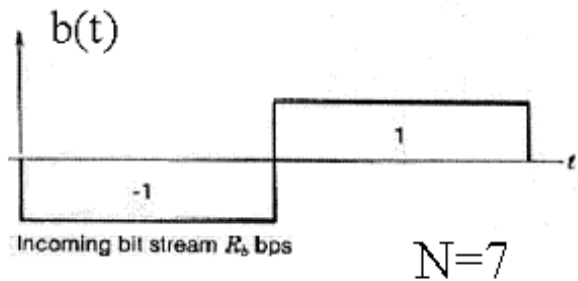 b(t)
1
t
-1
Incoming bit stream R_b bps
N=7